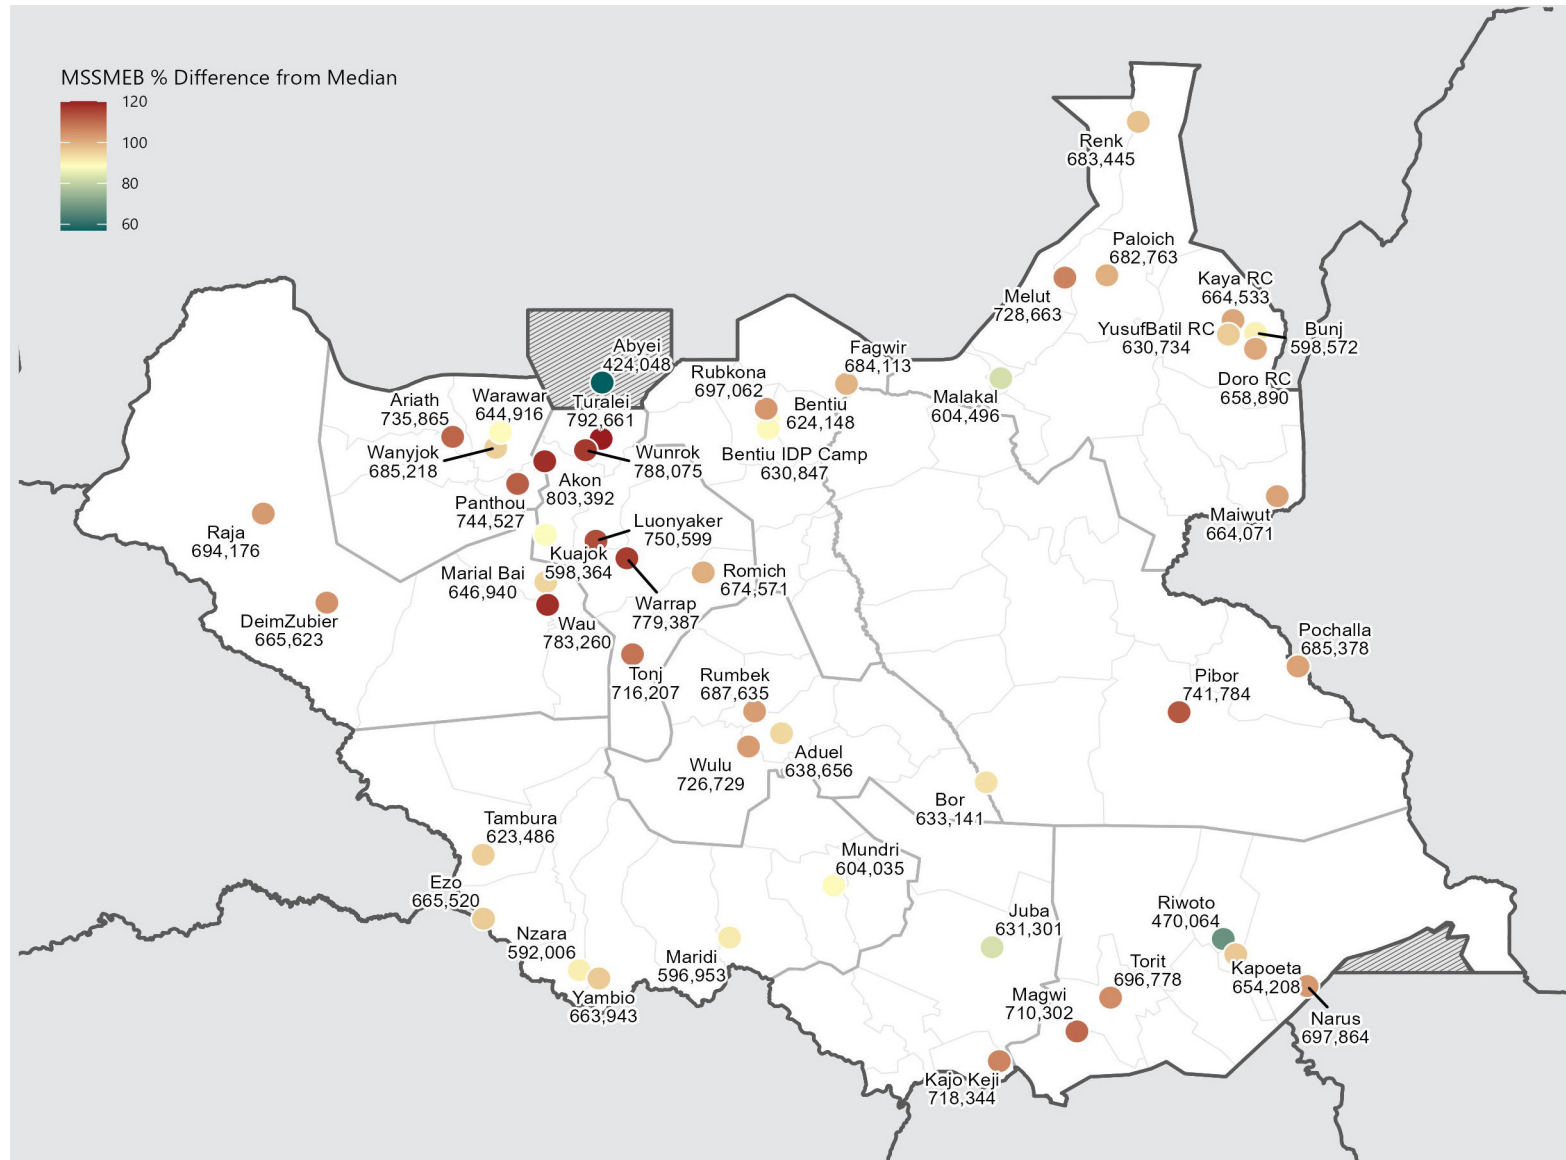 MSSMEB % Difference from Median
120
100
80
60
Renk
683,445
Paloich
682,763
Melut
728,663
Kaya RC
664,533
YusufBatil RC
630,734
Bunj
598,572
Doro RC
658,890
Abyei
424,048
Fagwir
684,113
Rubkona
697,062
Bentiu
624,148
Bentiu IDP Camp
630,847
Malakal
604,496
Ariath
735,865
Warawar
644,916
Turalei
792,661
Wanyjok
685,218
Wunrok
788,075
Akon
803,392
Panthou
744,527
Maiwut
664,071
Raja
694,176
Luonyaker
750,599
Kuajok
598,364
Marial Bai
646,940
Romich
674,571
Warrap
779,387
DeimZubier
665,623
Wau
783,260
Tonj
716,207
Rumbek
687,635
Pochalla
685,378
Pibor
741,784
Wulu
726,729
Aduel
638,656
Bor
633,141
Tambura
623,486
Mundri
604,035
Ezo
665,520
Nzara
592,006
Yambio
663,943
Maridi
596,953
Juba
631,301
Riwoto
470,064
Torit
696,778
Kapoeta
654,208
Magwi
710,302
Narus
697,864
Kajo Keji
718,344